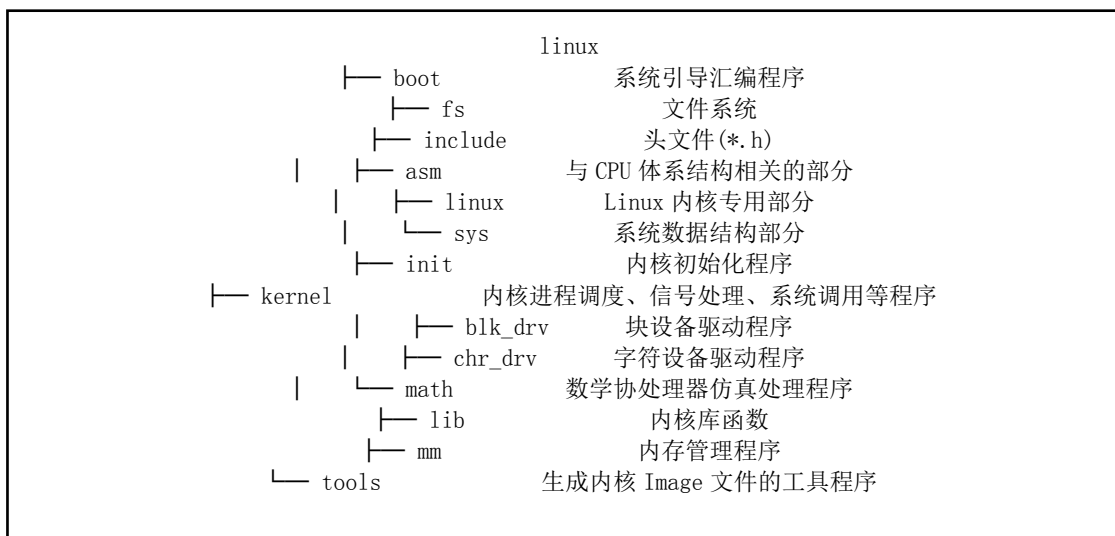 linux
├── boot 系统引导汇编程序
├── fs 文件系统
├── include 头文件(*.h)
│ ├── asm 与 CPU 体系结构相关的部分
│ ├── linux Linux 内核专用部分
│ └── sys 系统数据结构部分
├── init 内核初始化程序
├── kernel 内核进程调度、信号处理、系统调用等程序
│ ├── blk_drv 块设备驱动程序
│ ├── chr_drv 字符设备驱动程序
│ └── math 数学协处理器仿真处理程序
├── lib 内核库函数
├── mm 内存管理程序
└── tools 生成内核 Image 文件的工具程序